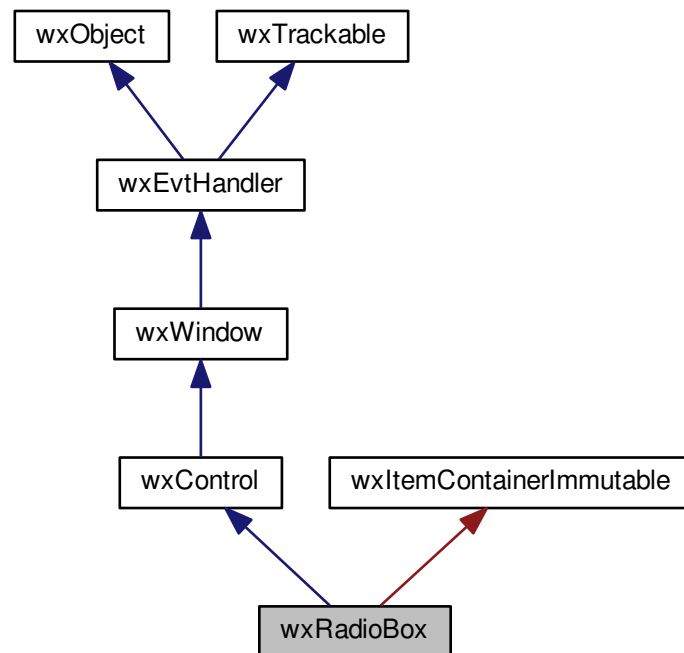 wxObject
wxTrackable
wxEvtHandler
wxWindow
wxControl
wxItemContainerImmutable
wxRadioBox